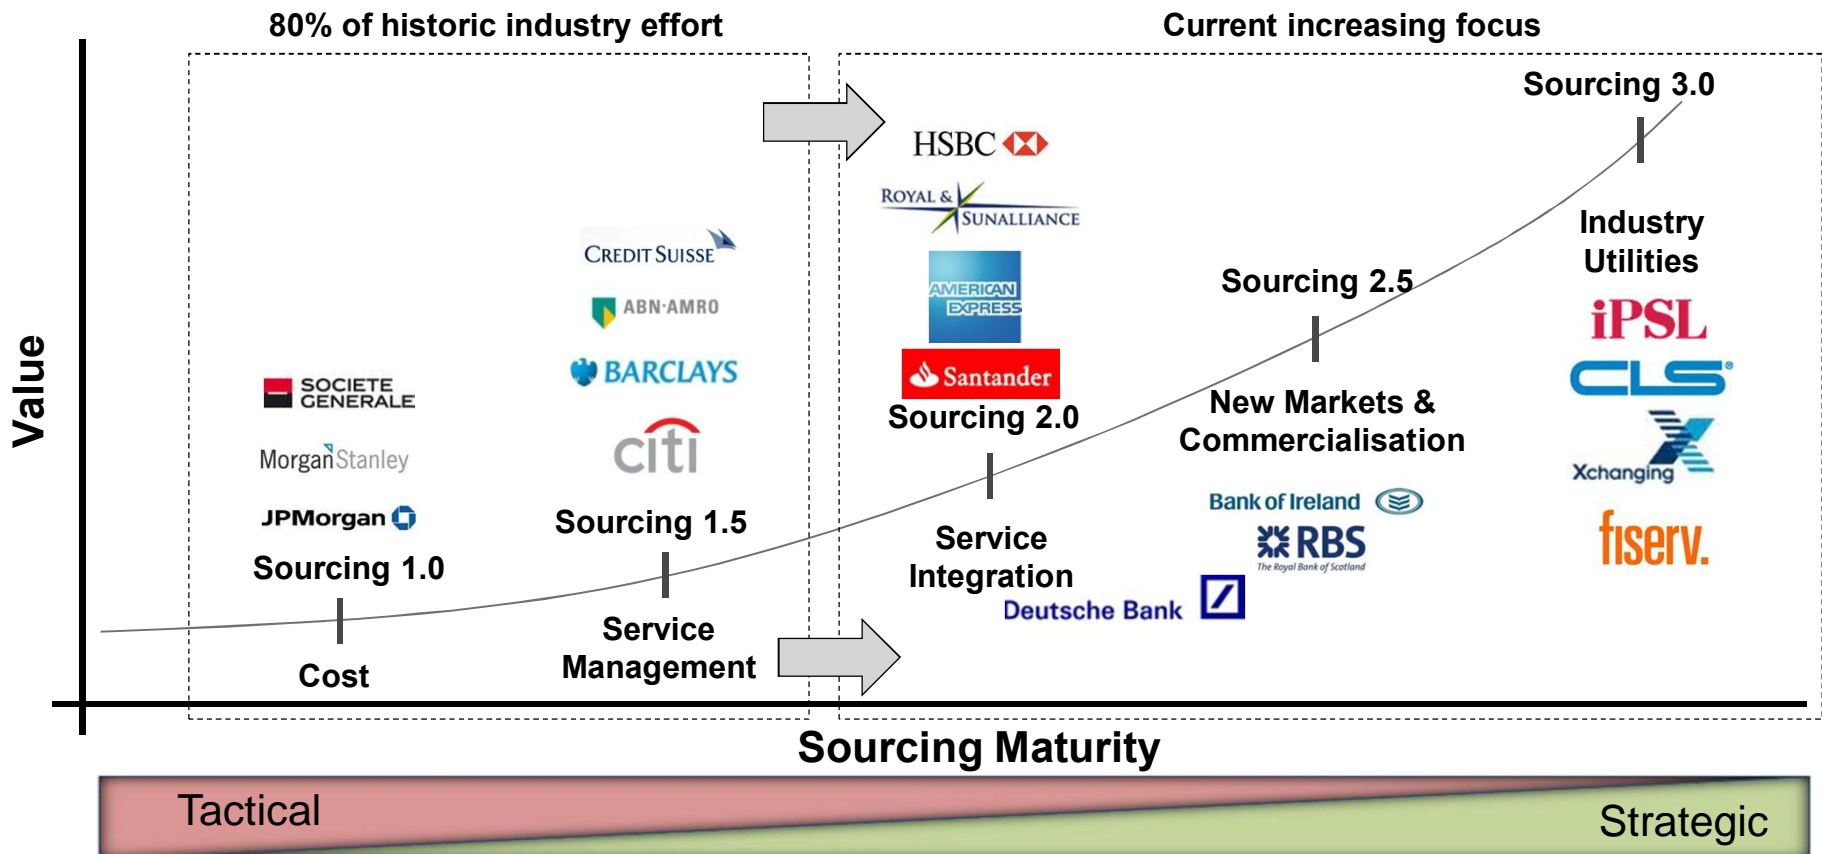 80% of historic industry effort
Current increasing focus
Value
SOCIETE
GENERALE
MorganStanley
JPMorgan
Sourcing 1.0
Cost
CREDIT SUISSE
ABN·AMRO
BARCLAYS
citi
Sourcing 1.5
Service
Management
HSBC
ROYAL &
SUNALLIANCE
AMERICAN
EXPRESS
Santander
Sourcing 2.0
Service
Integration
Deutsche Bank
Sourcing 2.5
New Markets &
Commercialisation
Bank of Ireland
RBS
The Royal Bank of Scotland
Sourcing 3.0
Industry
Utilities
iPSL
CLS®
Xchanging
fiserv.
Sourcing Maturity
Tactical
Strategic